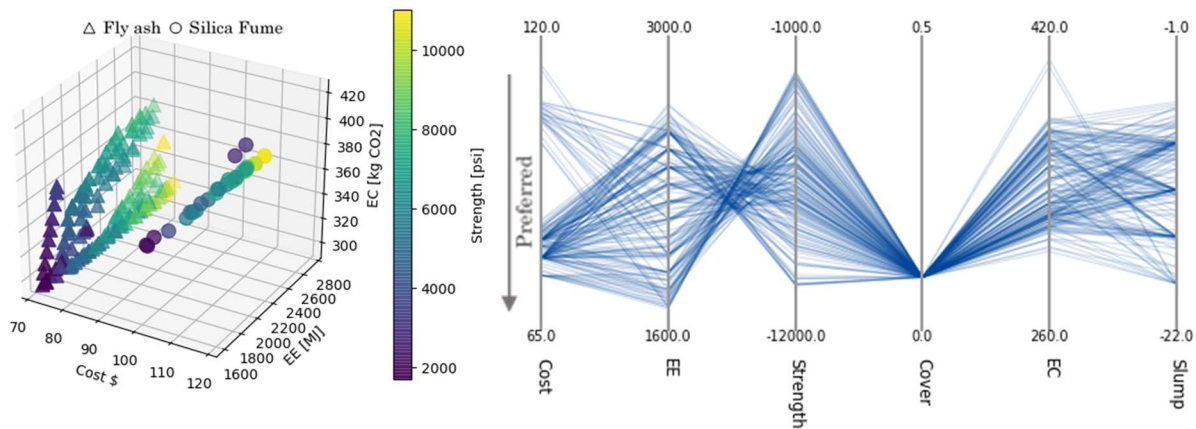 △ Fly ash ○ Silica Fume
420
400
380
360
340
320
300
EC [kg CO2]
70
80
90
100
110
120
Cost $
1600
1800
2000
2200
2400
2600
2800
EE [MJ]
10000
8000
6000
4000
2000
Strength [psi]
Preferred
120.0 3000.0 -1000.0 0.5 420.0 -1.0
65.0 1600.0 -12000.0 0.0 260.0 -22.0
Cost EE Strength Cover EC Slump